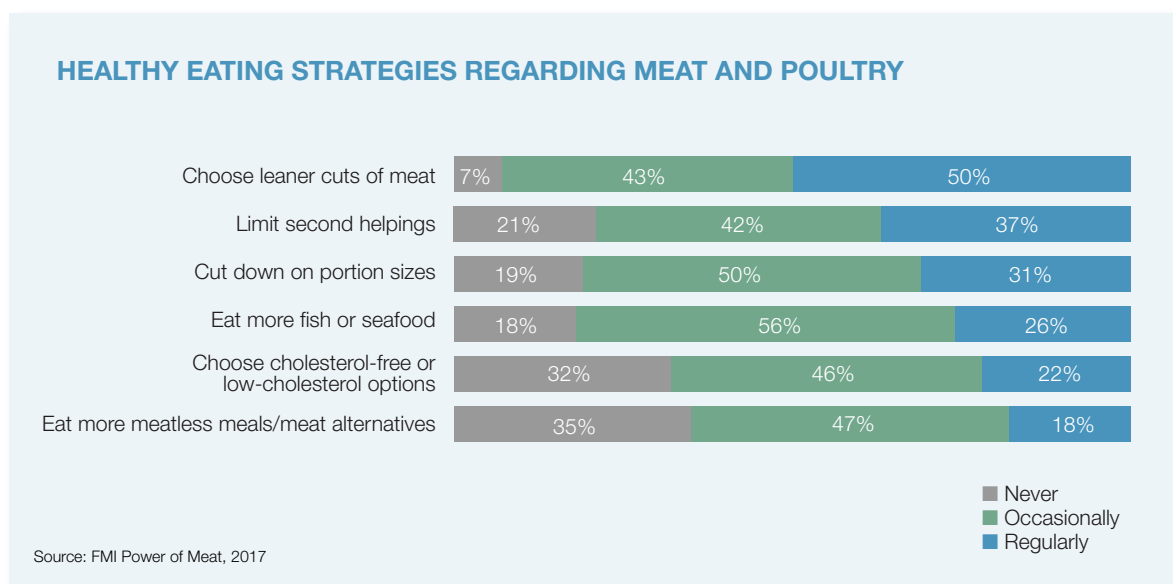 HEALTHY EATING STRATEGIES REGARDING MEAT AND POULTRY
Choose leaner cuts of meat 7% 43% 50%
Limit second helpings 21% 42% 37%
Cut down on portion sizes 19% 50% 31%
Eat more fish or seafood 18% 56% 26%
Choose cholesterol-free or
low-cholesterol options 32% 46% 22%
Eat more meatless meals/meat alternatives 35% 47% 18%
Never
Occasionally
Regularly
Source: FMI Power of Meat, 2017